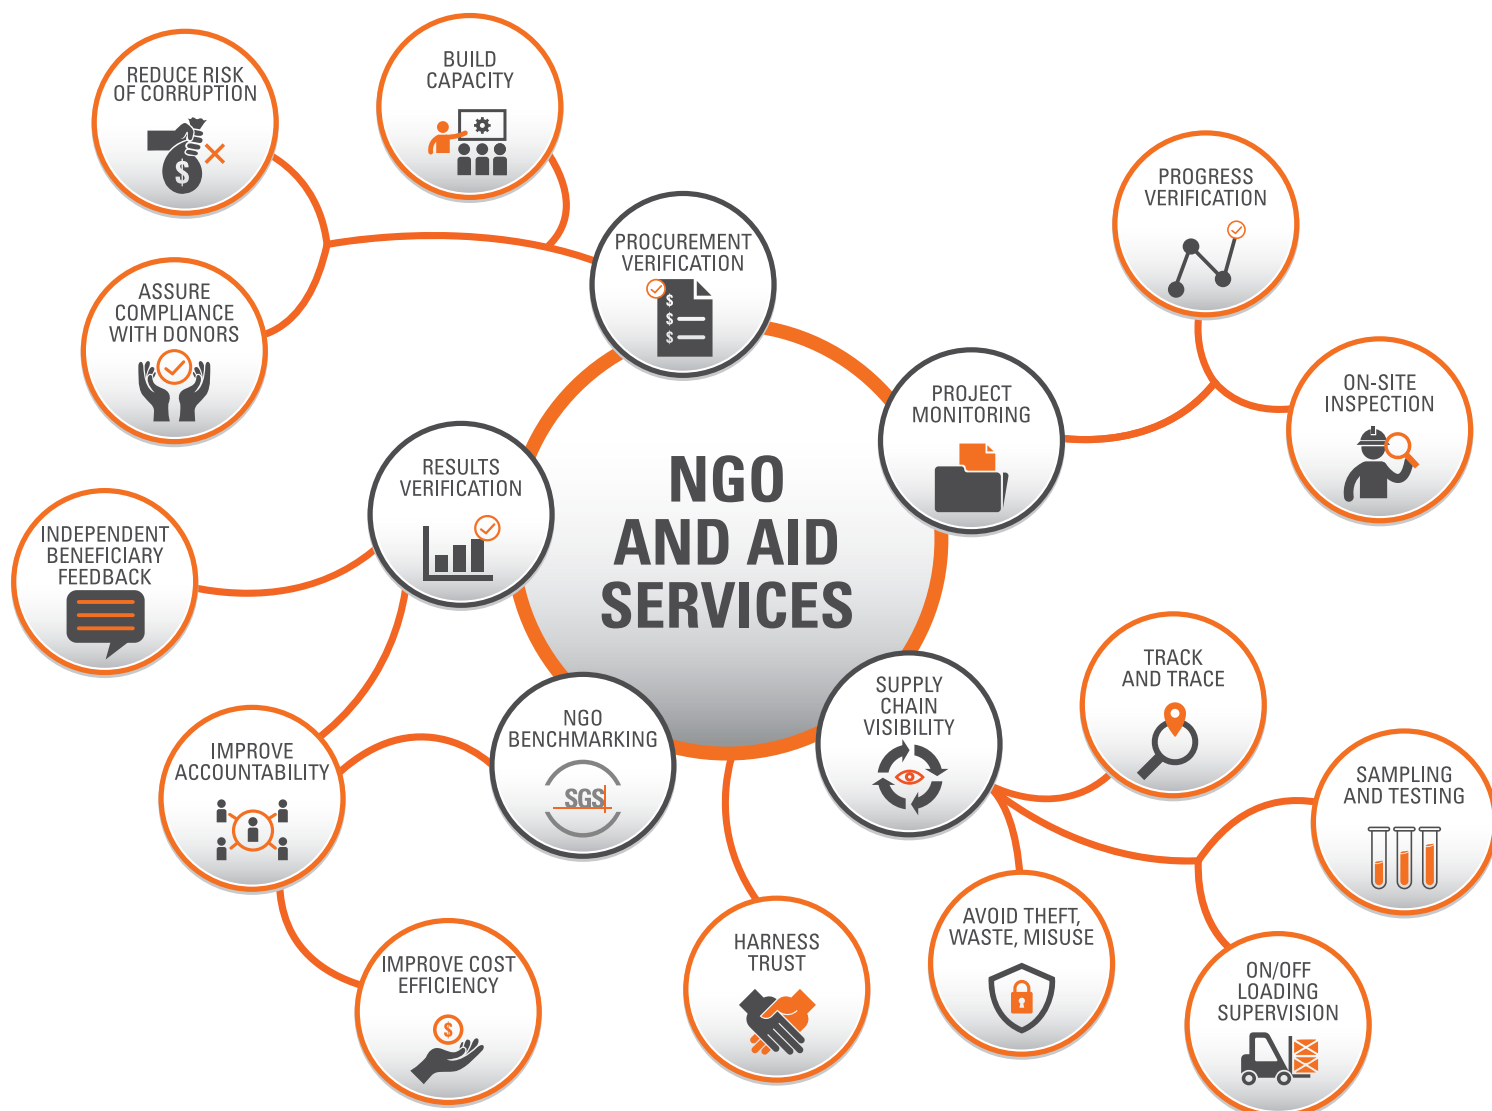 REDUCE RISK
OF CORRUPTION
$
BUILD
CAPACITY
PROCUREMENT
VERIFICATION
$
$
$
PROGRESS
VERIFICATION
ASSURE
COMPLIANCE
WITH DONORS
PROJECT
MONITORING
ON-SITE
INSPECTION
RESULTS
VERIFICATION
NGO
AND AID
SERVICES
INDEPENDENT
BENEFICIARY
FEEDBACK
NGO
BENCHMARKING
SGS
SUPPLY
CHAIN
VISIBILITY
TRACK
AND TRACE
IMPROVE
ACCOUNTABILITY
SAMPLING
AND TESTING
IMPROVE COST
EFFICIENCY
$
HARNESS
TRUST
AVOID THEFT,
WASTE, MISUSE
ON/OFF
LOADING
SUPERVISION